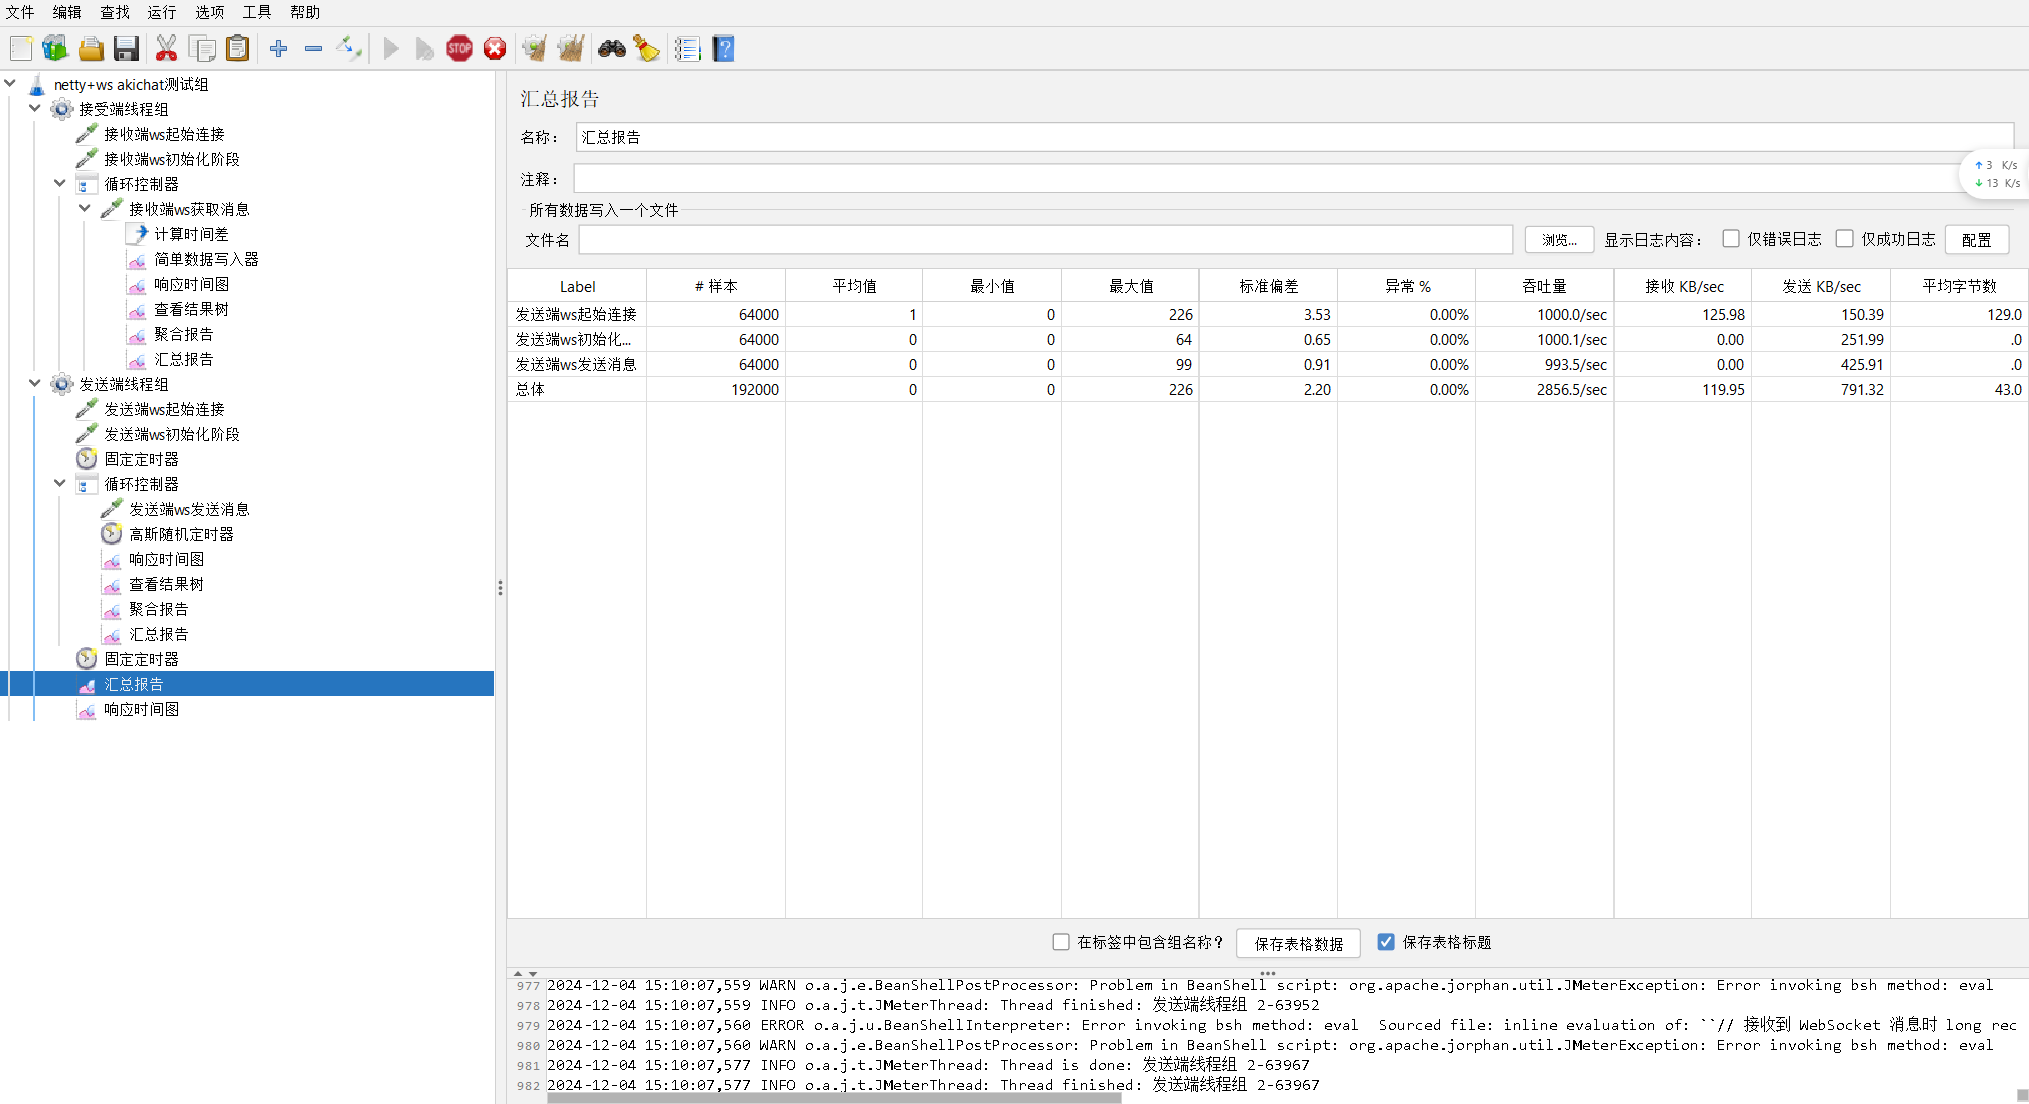 文件 编辑 查找 运行 选项 工具 帮助
STOP
netty+ws akichat测试组
接受端线程组
接收端ws起始连接
接收端ws初始化阶段
循环控制器
接收端ws获取消息
计算时间差
简单数据写入器
响应时间图
查看结果树
聚合报告
汇总报告
发送端线程组
发送端ws起始连接
发送端ws初始化阶段
固定定时器
循环控制器
发送端ws发送消息
高斯随机定时器
响应时间图
查看结果树
聚合报告
汇总报告
固定定时器
汇总报告
响应时间图
汇总报告
名称： 汇总报告
注释：
↑ 3 K/s
↓ 13 K/s
所有数据写入一个文件
文件名 浏览... 显示日志内容： 仅错误日志 仅成功日志 配置
Label # 样本 平均值 最小值 最大值 标准偏差 异常 % 吞吐量 接收 KB/sec 发送 KB/sec 平均字节数
发送端ws起始连接 64000 1 0 226 3.53 0.00% 1000.0/sec 125.98 150.39 129.0
发送端ws初始化... 64000 0 0 64 0.65 0.00% 1000.1/sec 0.00 251.99 .0
发送端ws发送消息 64000 0 0 99 0.91 0.00% 993.5/sec 0.00 425.91 .0
总体 192000 0 0 226 2.20 0.00% 2856.5/sec 119.95 791.32 43.0
在标签中包含组名称？ 保存表格数据 保存表格标题
977 2024-12-04 15:10:07,559 WARN o.a.j.e.BeanShellPostProcessor: Problem in BeanShell script: org.apache.jorphan.util.JMeterException: Error invoking bsh method: eval
978 2024-12-04 15:10:07,559 INFO o.a.j.t.JMeterThread: Thread finished: 发送端线程组 2-63952
979 2024-12-04 15:10:07,560 ERROR o.a.j.u.BeanShellInterpreter: Error invoking bsh method: eval  Sourced file: inline evaluation of: ``// 接收到 WebSocket 消息时 long rec
980 2024-12-04 15:10:07,560 WARN o.a.j.e.BeanShellPostProcessor: Problem in BeanShell script: org.apache.jorphan.util.JMeterException: Error invoking bsh method: eval
981 2024-12-04 15:10:07,577 INFO o.a.j.t.JMeterThread: Thread is done: 发送端线程组 2-63967
982 2024-12-04 15:10:07,577 INFO o.a.j.t.JMeterThread: Thread finished: 发送端线程组 2-63967